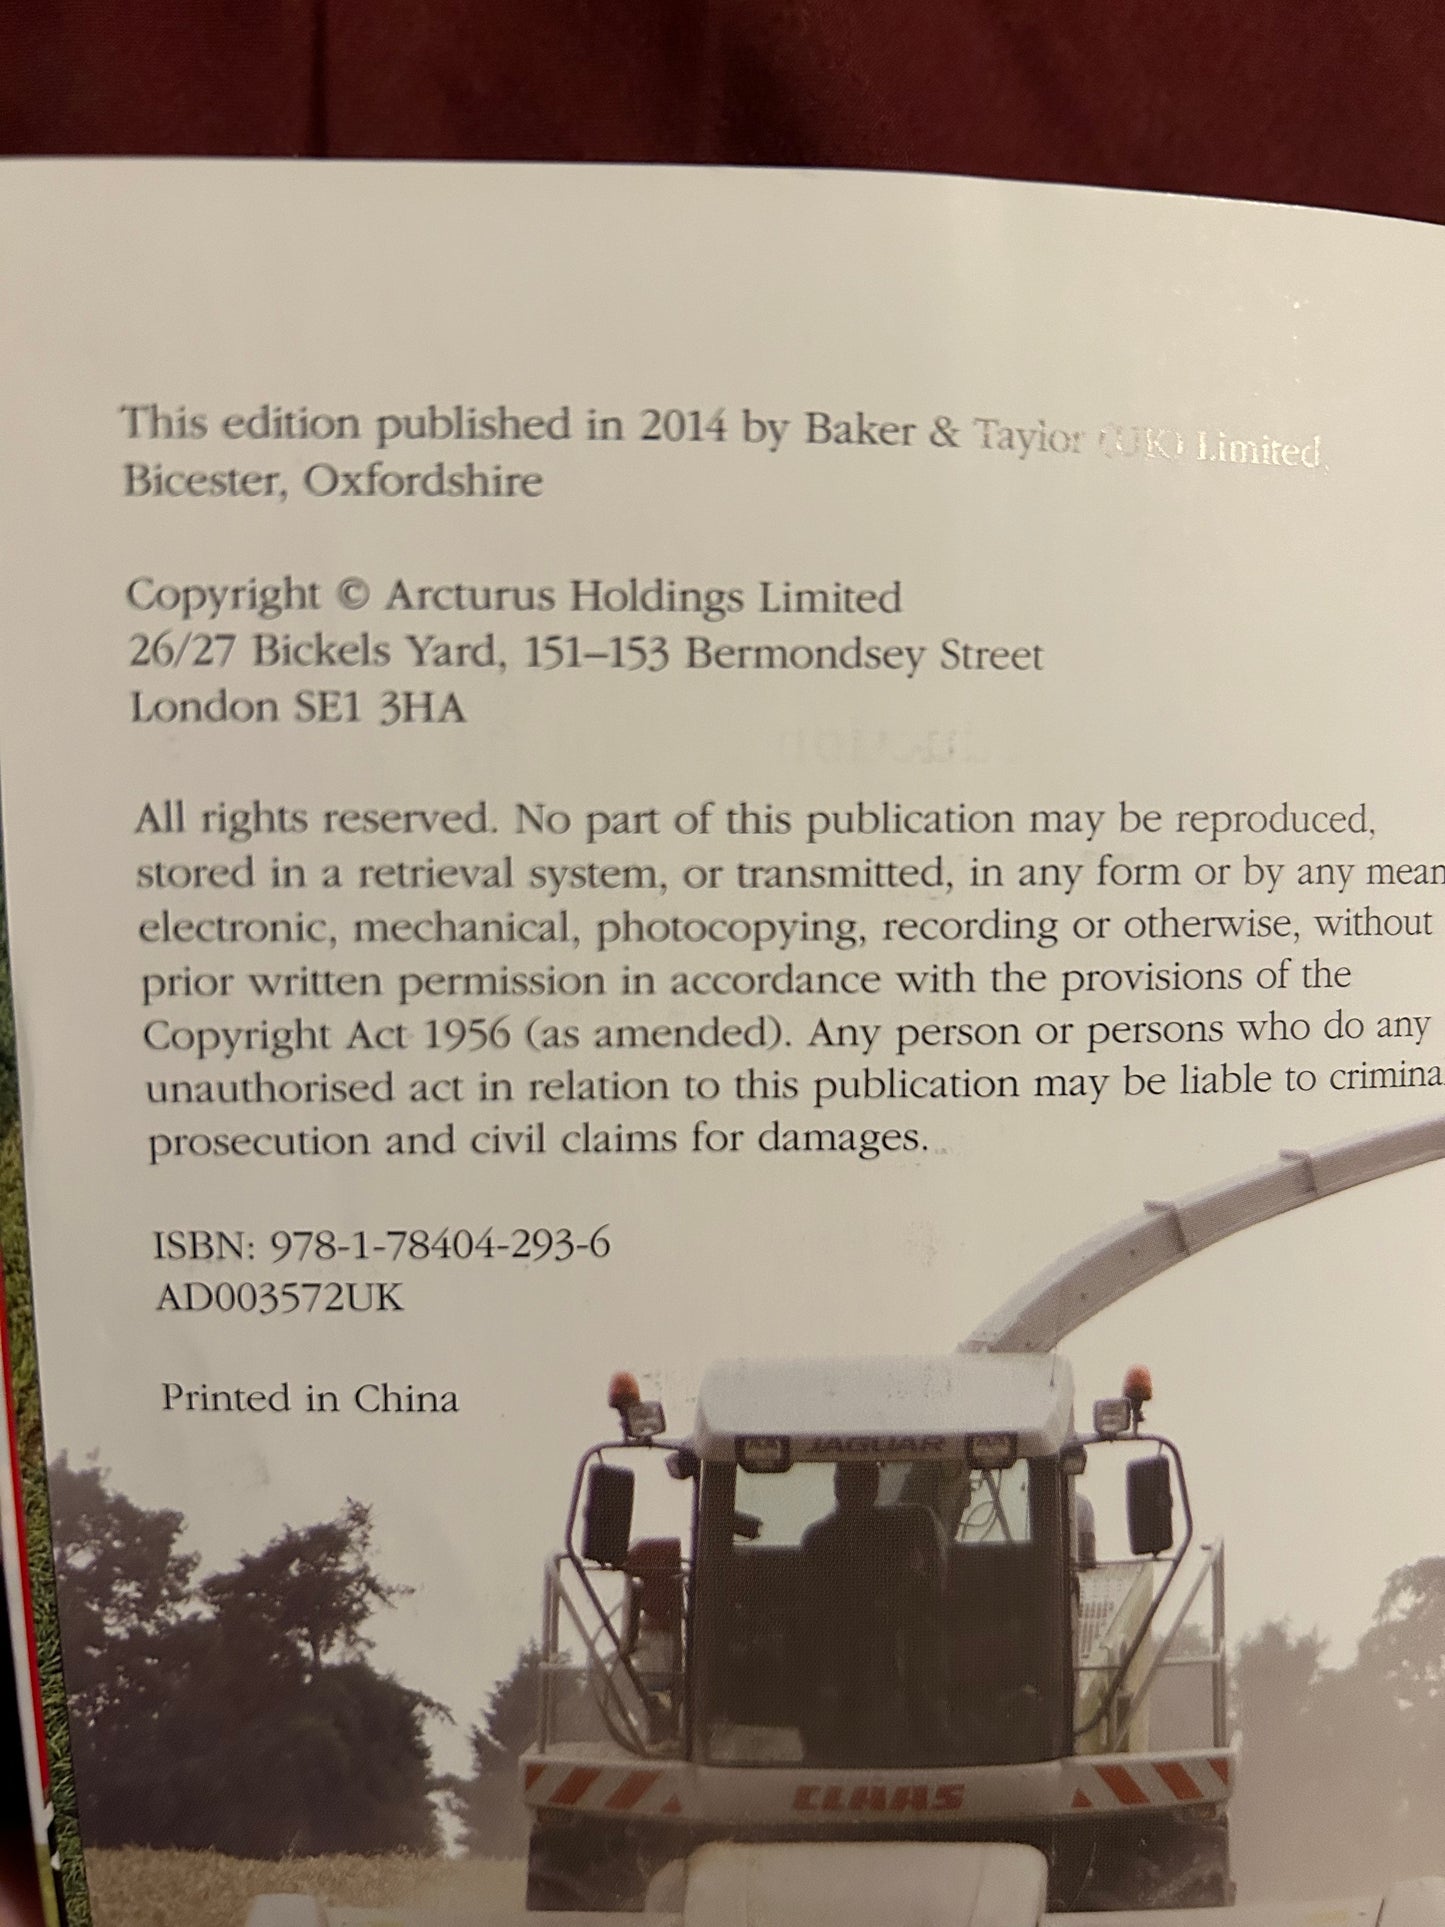 This edition published in 2014 by Baker & Taylor (UK) Limited,
Bicester, Oxfordshire
Copyright © Arcturus Holdings Limited
26/27 Bickels Yard, 151–153 Bermondsey Street
London SE1 3HA
All rights reserved. No part of this publication may be reproduced,
stored in a retrieval system, or transmitted, in any form or by any mean
electronic, mechanical, photocopying, recording or otherwise, without
prior written permission in accordance with the provisions of the
Copyright Act 1956 (as amended). Any person or persons who do any
unauthorised act in relation to this publication may be liable to crimina
prosecution and civil claims for damages.
ISBN: 978-1-78404-293-6
AD003572UK
Printed in China
JAGUAR
CLAAS